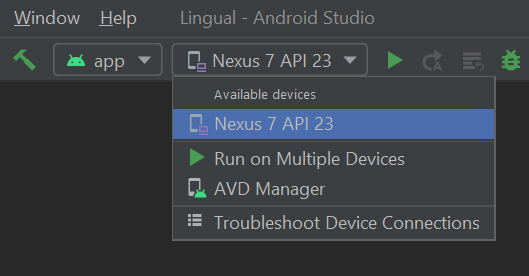 Window Help Lingual - Android Studio
app Nexus 7 API 23
Available devices
Nexus 7 API 23
Run on Multiple Devices
AVD Manager
Troubleshoot Device Connections